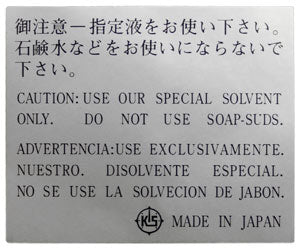 御注意－指定液をお使い下さい。
石鹸水などをお使いにならないで
下さい。
CAUTION: USE OUR SPECIAL SOLVENT
ONLY. DO NOT USE SOAP-SUDS.
ADVERTENCIA: USE EXCLUSIVAMENTE.
NUESTRO. DISOLVENTE ESPECIAL.
NO SE USE LA SOLVECION DE JABON.
KLS MADE IN JAPAN